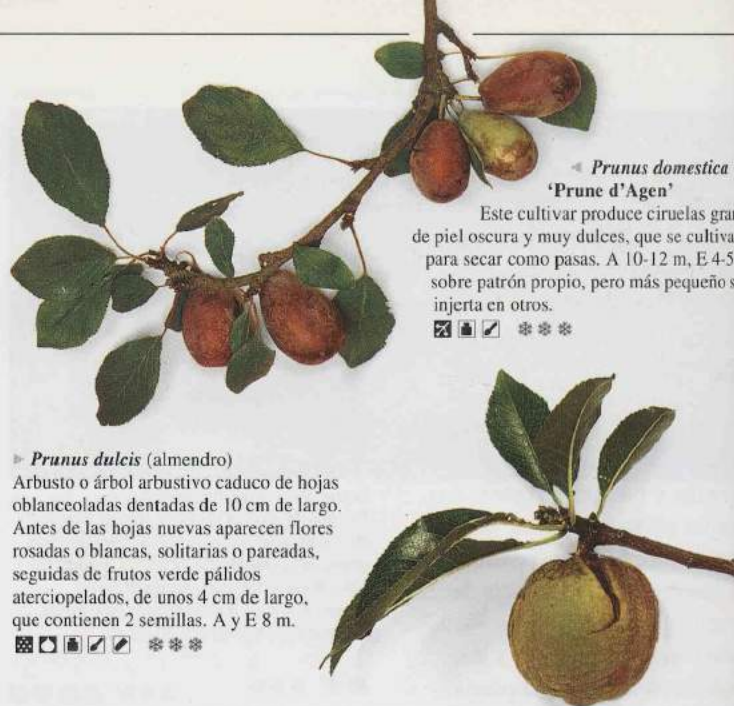 Prunus domestica
‘Prune d’Agen’
Este cultivar produce ciruelas
de piel oscura y muy dulces, que se
para secar como pasas. A 10-12 m, E 4-5
sobre patrón propio, pero más pequeño
injerta en otros.
Prunus dulcis (almendro)
Arbusto o árbol arbustivo caduco de hojas
oblanceoladas dentadas de 10 cm de largo.
Antes de las hojas nuevas aparecen flores
rosadas o blancas, solitarias o pareadas,
seguidas de frutos verde pálidos
aterciopelados, de unos 4 cm de largo,
que contienen 2 semillas. A y E 8 m.